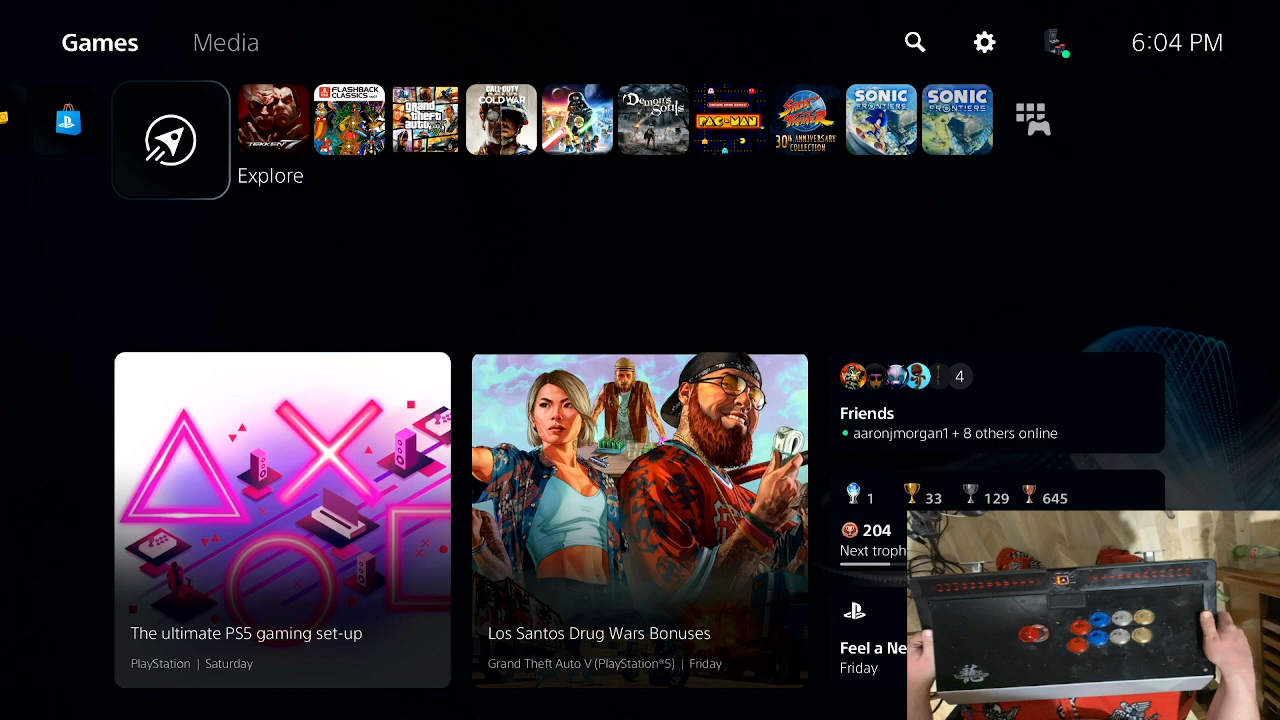 Games
Media
6:04 PM
TEKKEN 7
FLASHBACK
CLASSICS
grand
theft
auto
CALL OF DUTY
COLD WAR
Demon's
Souls
PAC-MAN
STREET
FIGHTER
30TH ANNIVERSARY
COLLECTION
SONIC
FRONTIERS
SONIC
FRONTIERS
Explore
The ultimate PS5 gaming set-up
PlayStation | Saturday
Los Santos Drug Wars Bonuses
Grand Theft Auto V (PlayStation®5) | Friday
4
Friends
aaronjmorgan1 + 8 others online
1 33 129 645
204
Next troph
Feel a Ne
Friday